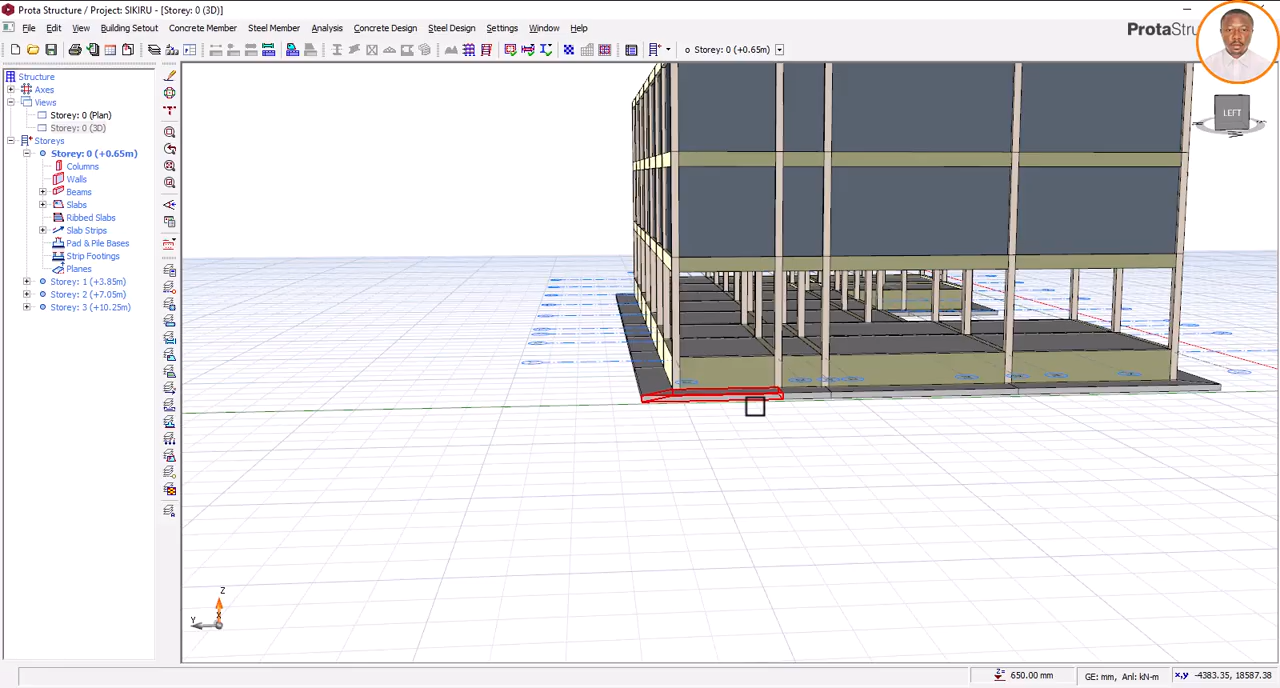 Prota Structure / Project: SIKIRU - [Storey: 0 (3D)]
File Edit View Building Setout Concrete Member Steel Member Analysis Concrete Design Steel Design Settings Window Help
Storey: 0 (+0.65m)
Structure
Axes
Views
Storey: 0 (Plan)
Storey: 0 (3D)
Storeys
Storey: 0 (+0.65m)
Columns
Walls
Beams
Slabs
Ribbed Slabs
Slab Strips
Pad & Pile Bases
Strip Footings
Planes
Storey: 1 (+3.85m)
Storey: 2 (+7.05m)
Storey: 3 (+10.25m)
LEFT
Z
X
Y
Z= 650.00 mm GE: mm, Anl: kN-m x,y -4383.35, 18587.38